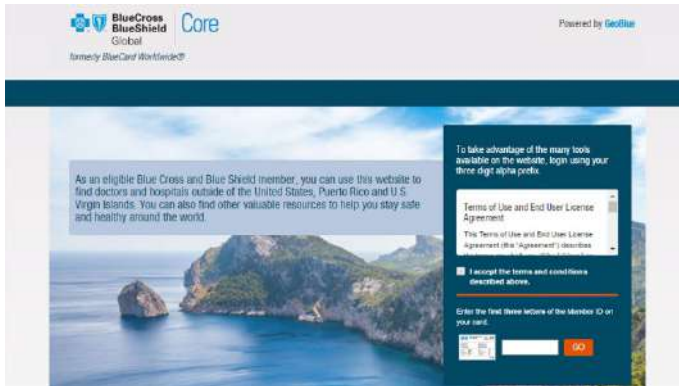 BlueCross
BlueShield
Global
Core
formerly BlueCard Worldwide®
Powered by GeoBlue
As an eligible Blue Cross and Blue Shield member, you can use this website to
find doctors and hospitals outside of the United States, Puerto Rico and U.S.
Virgin Islands. You can also find other valuable resources to help you stay safe
and healthy around the world.
To take advantage of the many tools
available on the website, login using your
three digit alpha prefix.
Terms of Use and End User License
Agreement
This Terms of Use and End User License
Agreement (the "Agreement") describes
I accept the terms and conditions
described above.
Enter the first three letters of the Member ID on
your card.
GO